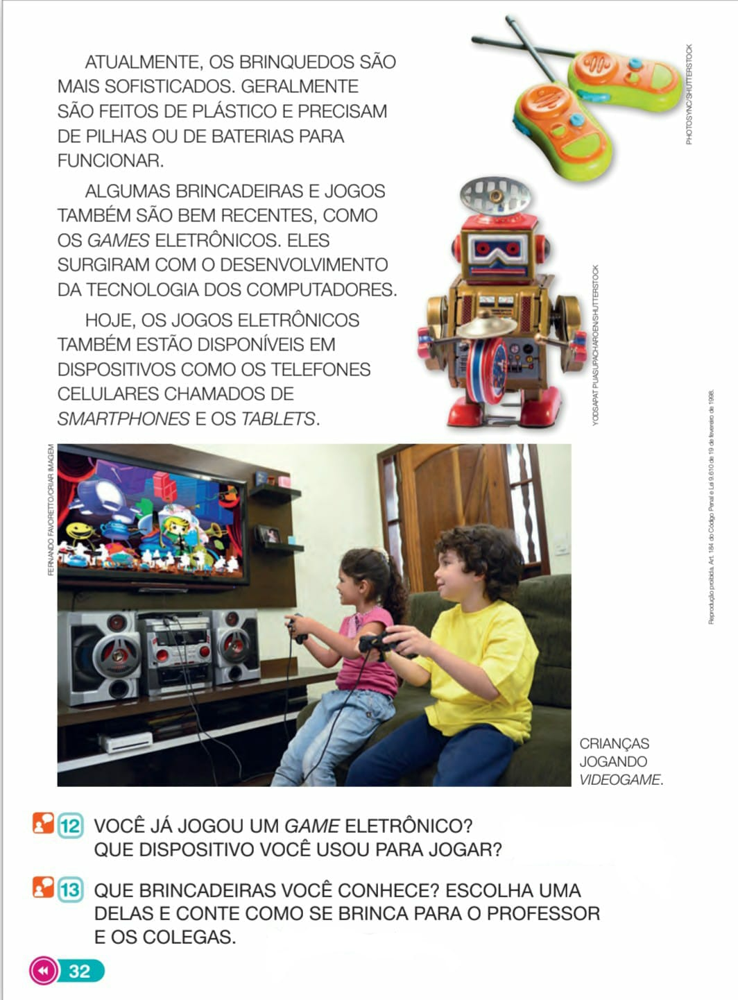 ATUALMENTE, OS BRINQUEDOS SÃO
MAIS SOFISTICADOS. GERALMENTE
SÃO FEITOS DE PLÁSTICO E PRECISAM
DE PILHAS OU DE BATERIAS PARA
FUNCIONAR.
ALGUMAS BRINCADEIRAS E JOGOS
TAMBÉM SÃO BEM RECENTES, COMO
OS GAMES ELETRÔNICOS. ELES
SURGIRAM COM O DESENVOLVIMENTO
DA TECNOLOGIA DOS COMPUTADORES.
HOJE, OS JOGOS ELETRÔNICOS
TAMBÉM ESTÃO DISPONÍVEIS EM
DISPOSITIVOS COMO OS TELEFONES
CELULARES CHAMADOS DE
SMARTPHONES E OS TABLETS.
PHOTOSYNC/SHUTTERSTOCK
YODSAPAT PUASUPACHAROEN/SHUTTERSTOCK
Reprodução proibida. Art. 184 do Código Penal e Lei 9.610 de 19 de fevereiro de 1998.
FERNANDO FAVORETTO/CRIAR IMAGEM
CRIANÇAS
JOGANDO
VIDEOGAME.
12 VOCÊ JÁ JOGOU UM GAME ELETRÔNICO?
QUE DISPOSITIVO VOCÊ USOU PARA JOGAR?
13 QUE BRINCADEIRAS VOCÊ CONHECE? ESCOLHA UMA
DELAS E CONTE COMO SE BRINCA PARA O PROFESSOR
E OS COLEGAS.
32